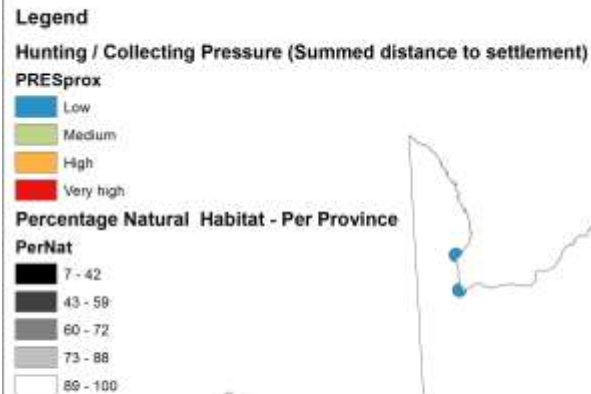 Legend
Hunting / Collecting Pressure (Summed distance to settlement)
PRESprox
Low
Medium
High
Very high
Percentage Natural Habitat - Per Province
PerNat
7 - 42
43 - 59
60 - 72
73 - 88
89 - 100